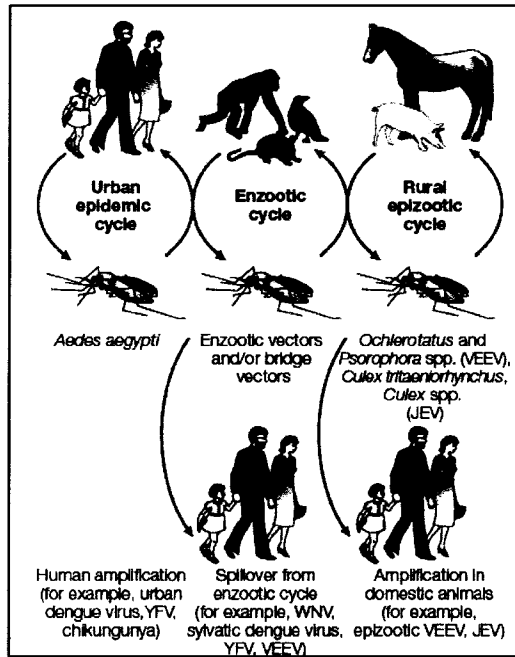 Urban
epidemic
cycle
Enzootic
cycle
Rural
epizootic
cycle
Aedes aegypti
Enzootic vectors
and/or bridge
vectors
Ochlerotatus and
Psorophora spp. (VEEV),
Culex tritaeniorhynchus,
Culex spp.
(JEV)
Human amplification
(for example, urban
dengue virus, YFV,
chikungunya)
Spillover from
enzootic cycle
(for example, WNV,
sylvatic dengue virus,
YFV, VEEV)
Amplification in
domestic animals
(for example,
epizootic VEEV, JEV)